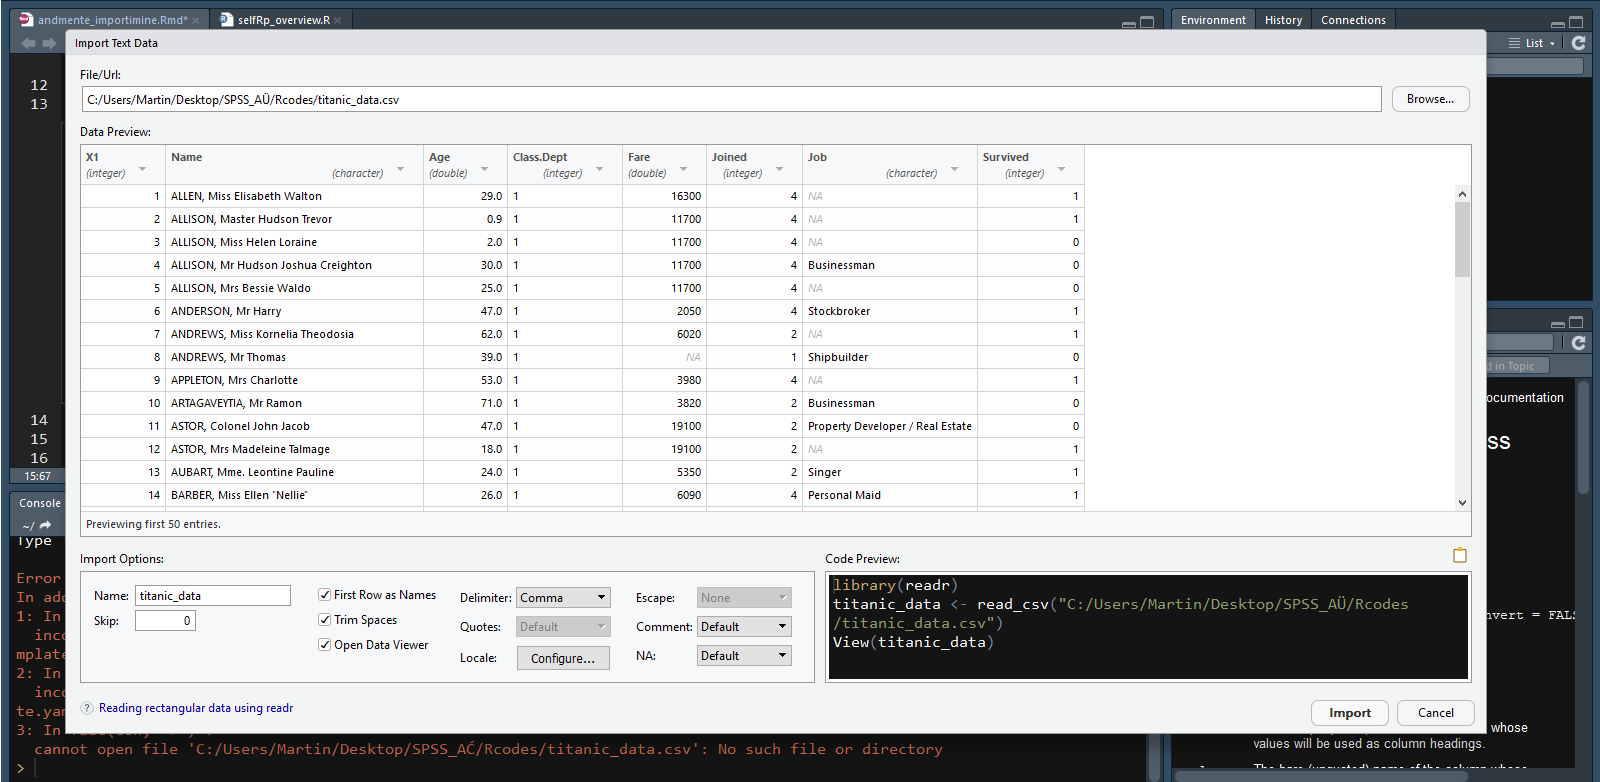 andmente_importimine.Rmd*
selfRp_overview.R
Environment
History
Connections
List
Import Text Data
File/Url:
C:/Users/Martin/Desktop/SPSS_AÜ/Rcodes/titanic_data.csv
Browse...
Data Preview:
X1 Name Age Class.Dept Fare Joined Job Survived
(integer) (character) (double) (integer) (double) (integer) (character) (integer)
1 ALLEN, Miss Elisabeth Walton 29.0 1 16300 4 NA 1
2 ALLISON, Master Hudson Trevor 0.9 1 11700 4 NA 1
3 ALLISON, Miss Helen Loraine 2.0 1 11700 4 NA 0
4 ALLISON, Mr Hudson Joshua Creighton 30.0 1 11700 4 Businessman 0
5 ALLISON, Mrs Bessie Waldo 25.0 1 11700 4 NA 0
6 ANDERSON, Mr Harry 47.0 1 2050 4 Stockbroker 1
7 ANDREWS, Miss Kornelia Theodosia 62.0 1 6020 2 NA 1
8 ANDREWS, Mr Thomas 39.0 1 NA 1 Shipbuilder 0
9 APPLETON, Mrs Charlotte 53.0 1 3980 4 NA 1
10 ARTAGAVEYTIA, Mr Ramon 71.0 1 3820 2 Businessman 0
11 ASTOR, Colonel John Jacob 47.0 1 19100 2 Property Developer / Real Estate 0
12 ASTOR, Mrs Madeleine Talmage 18.0 1 19100 2 NA 1
13 AUBART, Mme. Leontine Pauline 24.0 1 5350 2 Singer 1
14 BARBER, Miss Ellen "Nellie" 26.0 1 6090 4 Personal Maid 1
Previewing first 50 entries.
Import Options:
Name: titanic_data
Skip: 0
First Row as Names
Trim Spaces
Open Data Viewer
Delimiter: Comma
Quotes: Default
Locale: Configure...
Escape: None
Comment: Default
NA: Default
Code Preview:
library(readr)
titanic_data <- read_csv("C:/Users/Martin/Desktop/SPSS_AÜ/Rcodes
/titanic_data.csv")
View(titanic_data)
? Reading rectangular data using readr
Import
Cancel
12
13
14
15
16
15:67
Console
~/
Type
Error
In
1: In
2: In
3: In
cannot open file 'C:/Users/Martin/Desktop/SPSS_AĆ/Rcodes/titanic_data.csv': No such file or directory
>
d in Topic
ocumentation
ss
nvert = FALS
whose
values will be used as column headings.